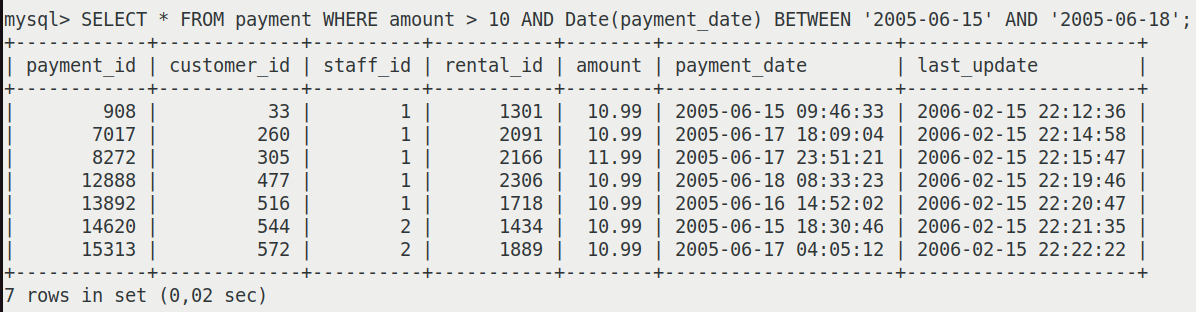 mysql> SELECT * FROM payment WHERE amount > 10 AND Date(payment_date) BETWEEN '2005-06-15' AND '2005-06-18';
+------------+-------------+----------+-----------+--------+---------------------+---------------------+
| payment_id | customer_id | staff_id | rental_id | amount | payment_date        | last_update         |
+------------+-------------+----------+-----------+--------+---------------------+---------------------+
|        908 |          33 |        1 |      1301 |  10.99 | 2005-06-15 09:46:33 | 2006-02-15 22:12:36 |
|       7017 |         260 |        1 |      2091 |  10.99 | 2005-06-17 18:09:04 | 2006-02-15 22:14:58 |
|       8272 |         305 |        1 |      2166 |  11.99 | 2005-06-17 23:51:21 | 2006-02-15 22:15:47 |
|      12888 |         477 |        1 |      2306 |  10.99 | 2005-06-18 08:33:23 | 2006-02-15 22:19:46 |
|      13892 |         516 |        1 |      1718 |  10.99 | 2005-06-16 14:52:02 | 2006-02-15 22:20:47 |
|      14620 |         544 |        2 |      1434 |  10.99 | 2005-06-15 18:30:46 | 2006-02-15 22:21:35 |
|      15313 |         572 |        2 |      1889 |  10.99 | 2005-06-17 04:05:12 | 2006-02-15 22:22:22 |
+------------+-------------+----------+-----------+--------+---------------------+---------------------+
7 rows in set (0,02 sec)